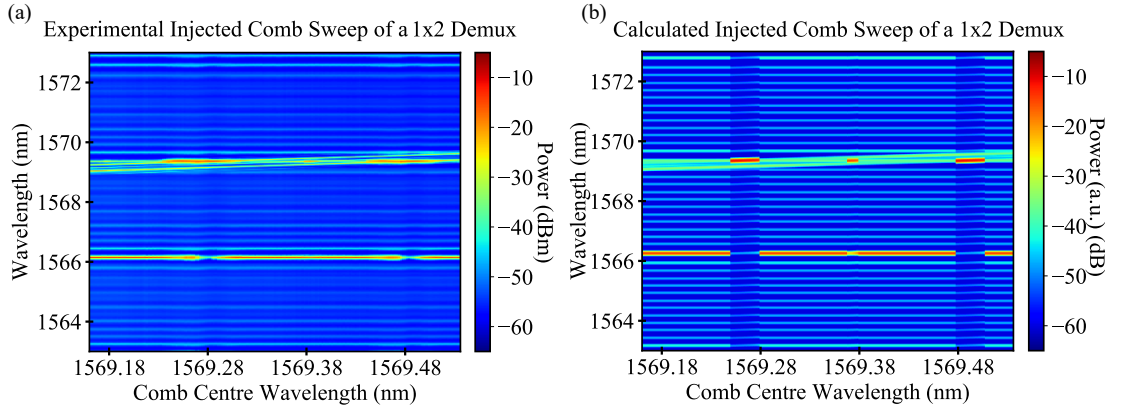 (a)
Experimental Injected Comb Sweep of a 1x2 Demux
1572
1570
1568
1566
1564
Wavelength (nm)
1569.18 1569.28 1569.38 1569.48
Comb Centre Wavelength (nm)
−10
−20
−30
−40
−50
−60
Power (dBm)
(b)
Calculated Injected Comb Sweep of a 1x2 Demux
1572
1570
1568
1566
1564
Wavelength (nm)
1569.18 1569.28 1569.38 1569.48
Comb Centre Wavelength (nm)
−10
−20
−30
−40
−50
−60
Power (a.u.) (dB)